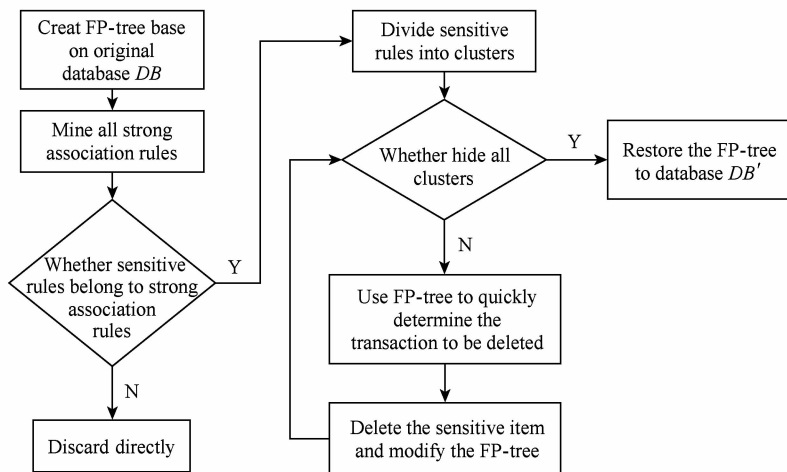 Creat FP-tree base
on original
database DB
Mine all strong
association rules
Whether sensitive
rules belong to strong
association
rules
Y
N
Discard directly
Divide sensitive
rules into clusters
Whether hide all
clusters
Y
Restore the FP-tree
to database DB′
N
Use FP-tree to quickly
determine the
transaction to be deleted
Delete the sensitive item
and modify the FP-tree